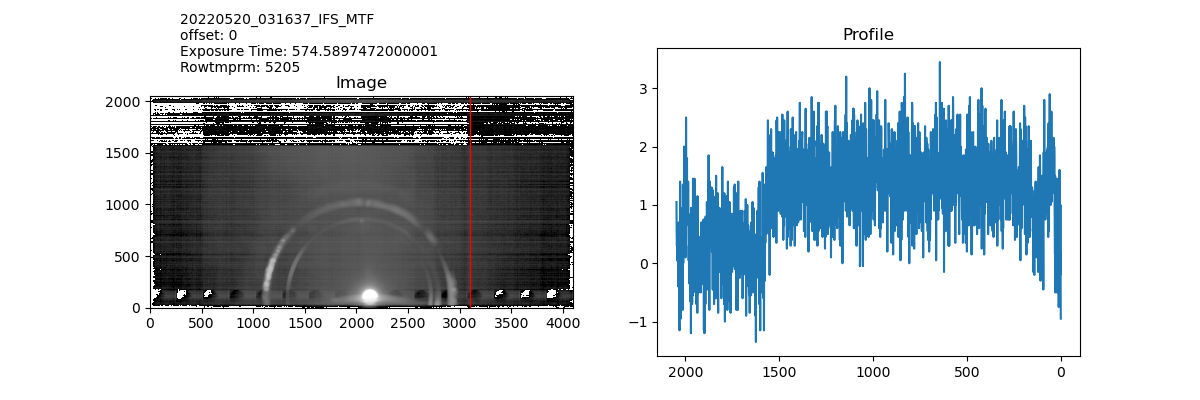 20220520_031637_IFS_MTF
offset: 0
Exposure Time: 574.5897472000001
Rowtmprm: 5205
Image
2000
1500
1000
500
0
0 500 1000 1500 2000 2500 3000 3500 4000
Profile
3
2
1
0
−1
2000 1500 1000 500 0